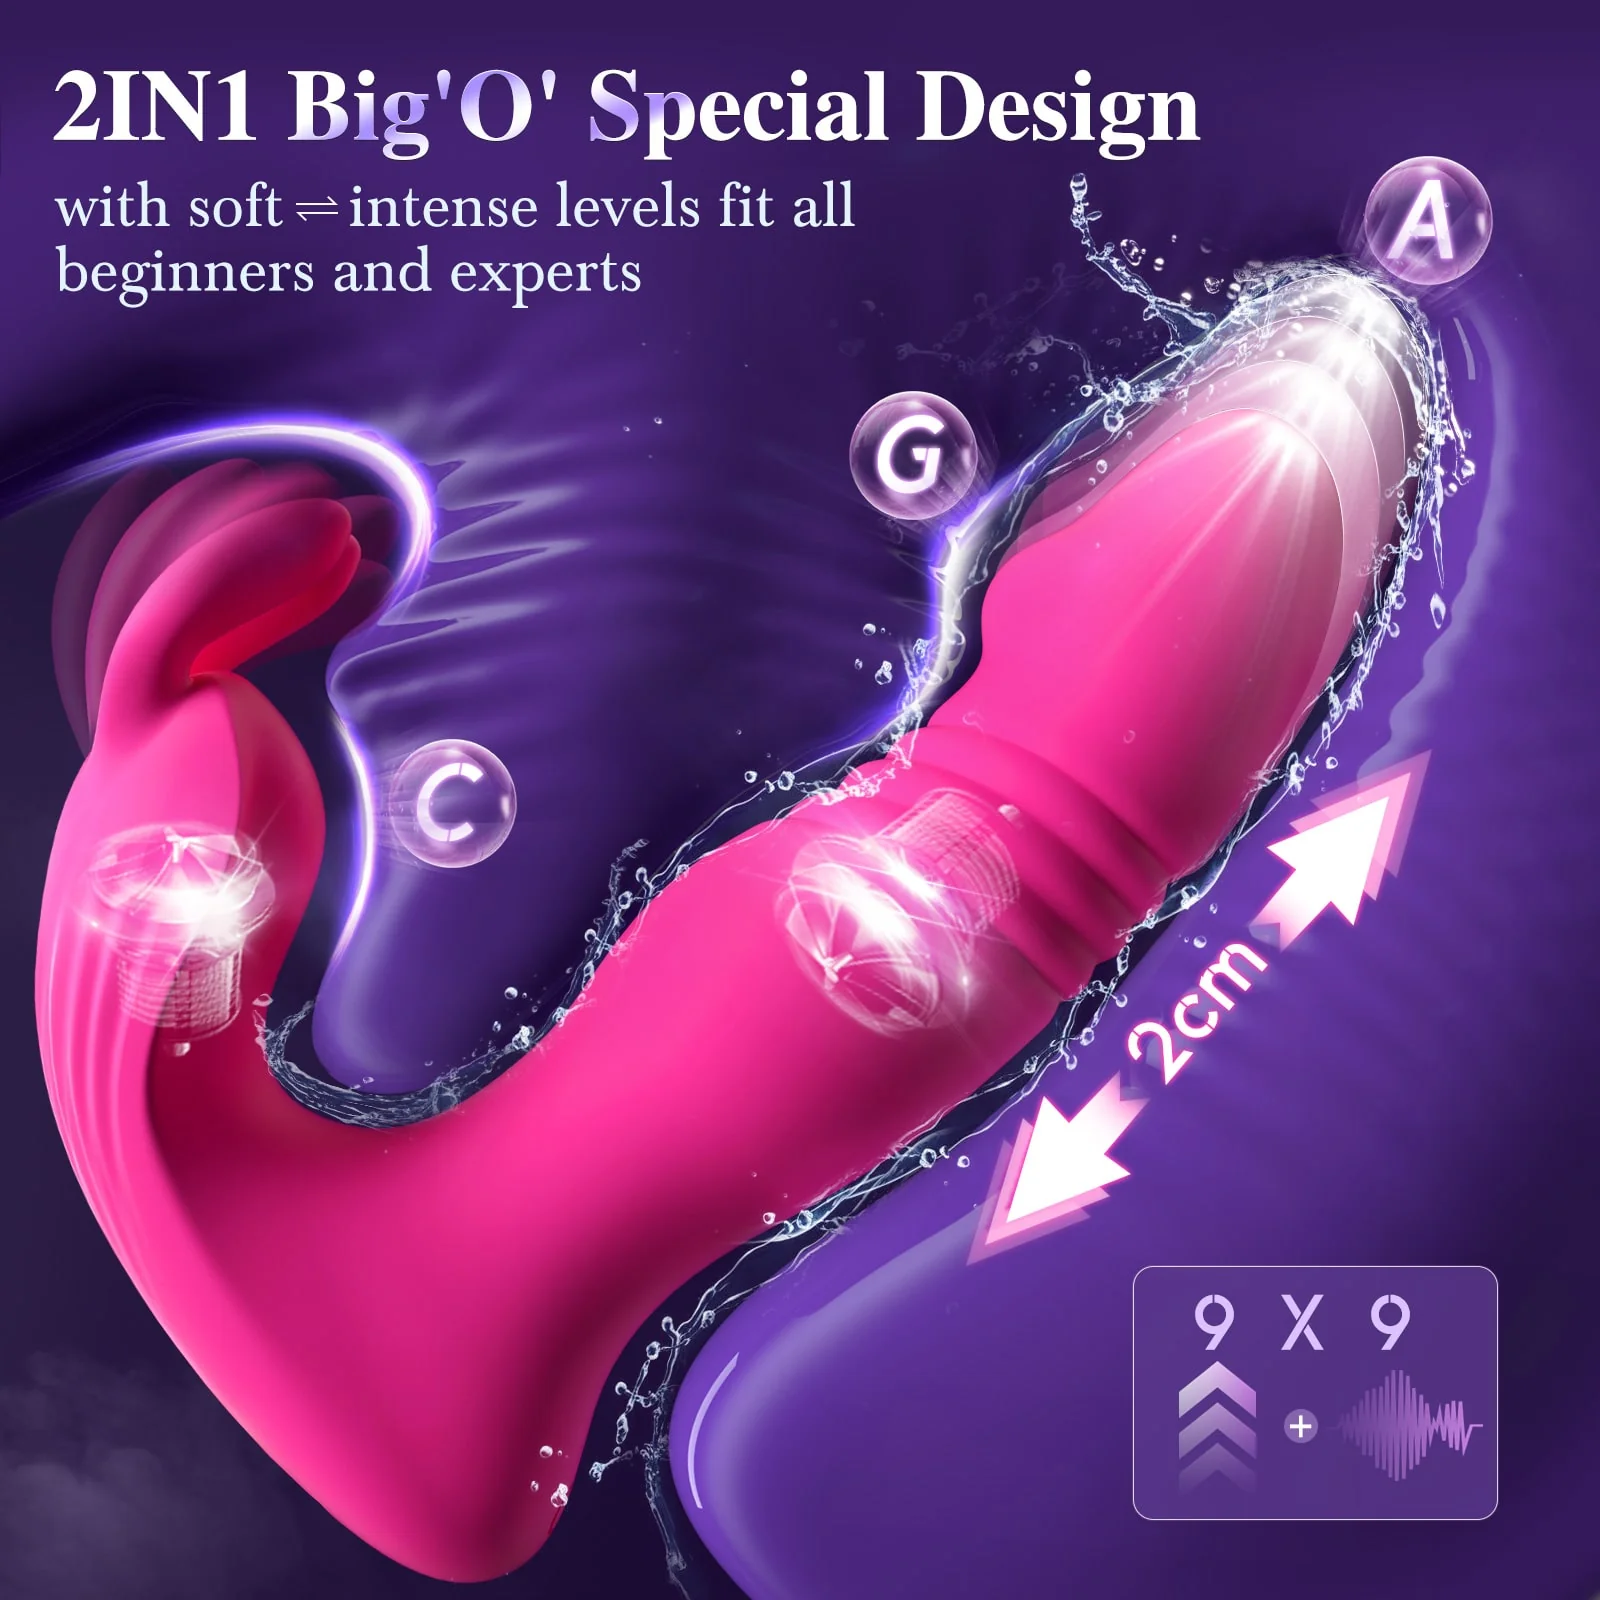 2IN1 Big'O' Special Design
with soft ⇌ intense levels fit all
beginners and experts
A
G
C
2cm
9 X 9
+